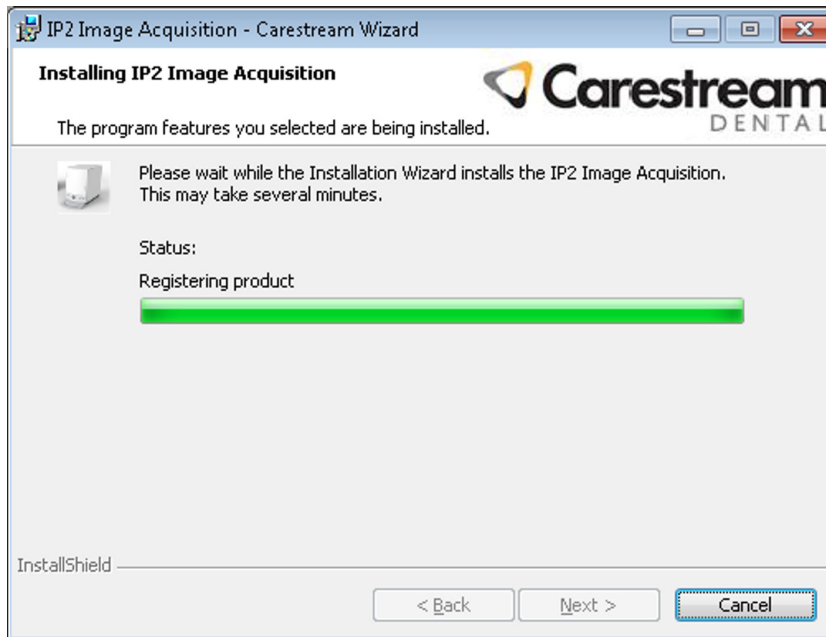 IP2 Image Acquisition - Carestream Wizard
Installing IP2 Image Acquisition
Carestream
DENTAL
The program features you selected are being installed.
Please wait while the Installation Wizard installs the IP2 Image Acquisition.
This may take several minutes.
Status:
Registering product
InstallShield
< Back
Next >
Cancel